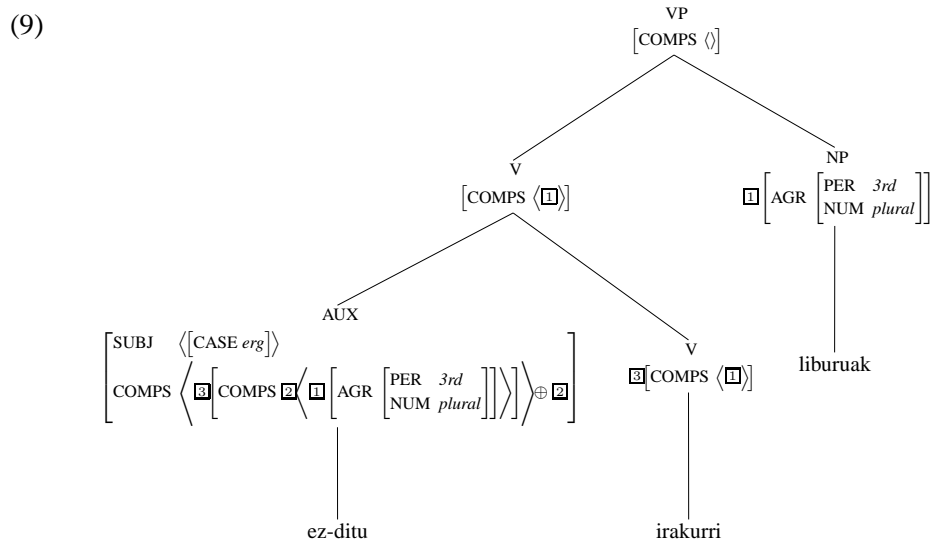 (9)
VP
[COMPS ⟨⟩]
V
[COMPS ⟨[1]⟩]
NP
[1] [AGR [PER 3rd
NUM plural]]
AUX
[SUBJ ⟨[CASE erg]⟩
COMPS ⟨[3][COMPS [2]⟨[1][AGR [PER 3rd
NUM plural]]⟩]⟩ ⊕ [2]]
V
[3][COMPS ⟨[1]⟩]
liburuak
ez-ditu
irakurri